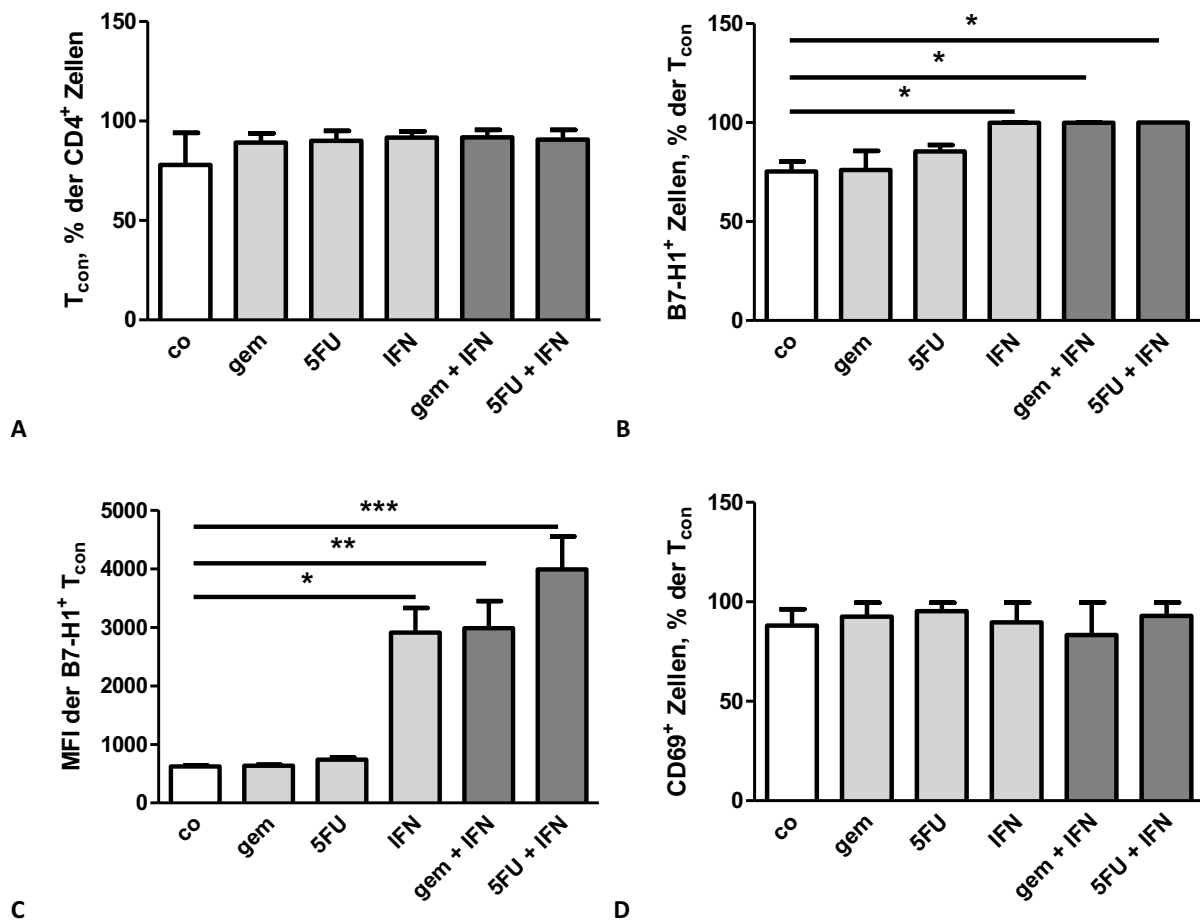 T_con, % der CD4⁺ Zellen
150
100
50
0
co
gem
5FU
IFN
gem + IFN
5FU + IFN
A
B7-H1⁺ Zellen, % der T_con
150
100
50
0
*
*
*
co
gem
5FU
IFN
gem + IFN
5FU + IFN
B
MFI der B7-H1⁺ T_con
5000
4000
3000
2000
1000
0
***
**
*
co
gem
5FU
IFN
gem + IFN
5FU + IFN
C
CD69⁺ Zellen, % der T_con
150
100
50
0
co
gem
5FU
IFN
gem + IFN
5FU + IFN
D